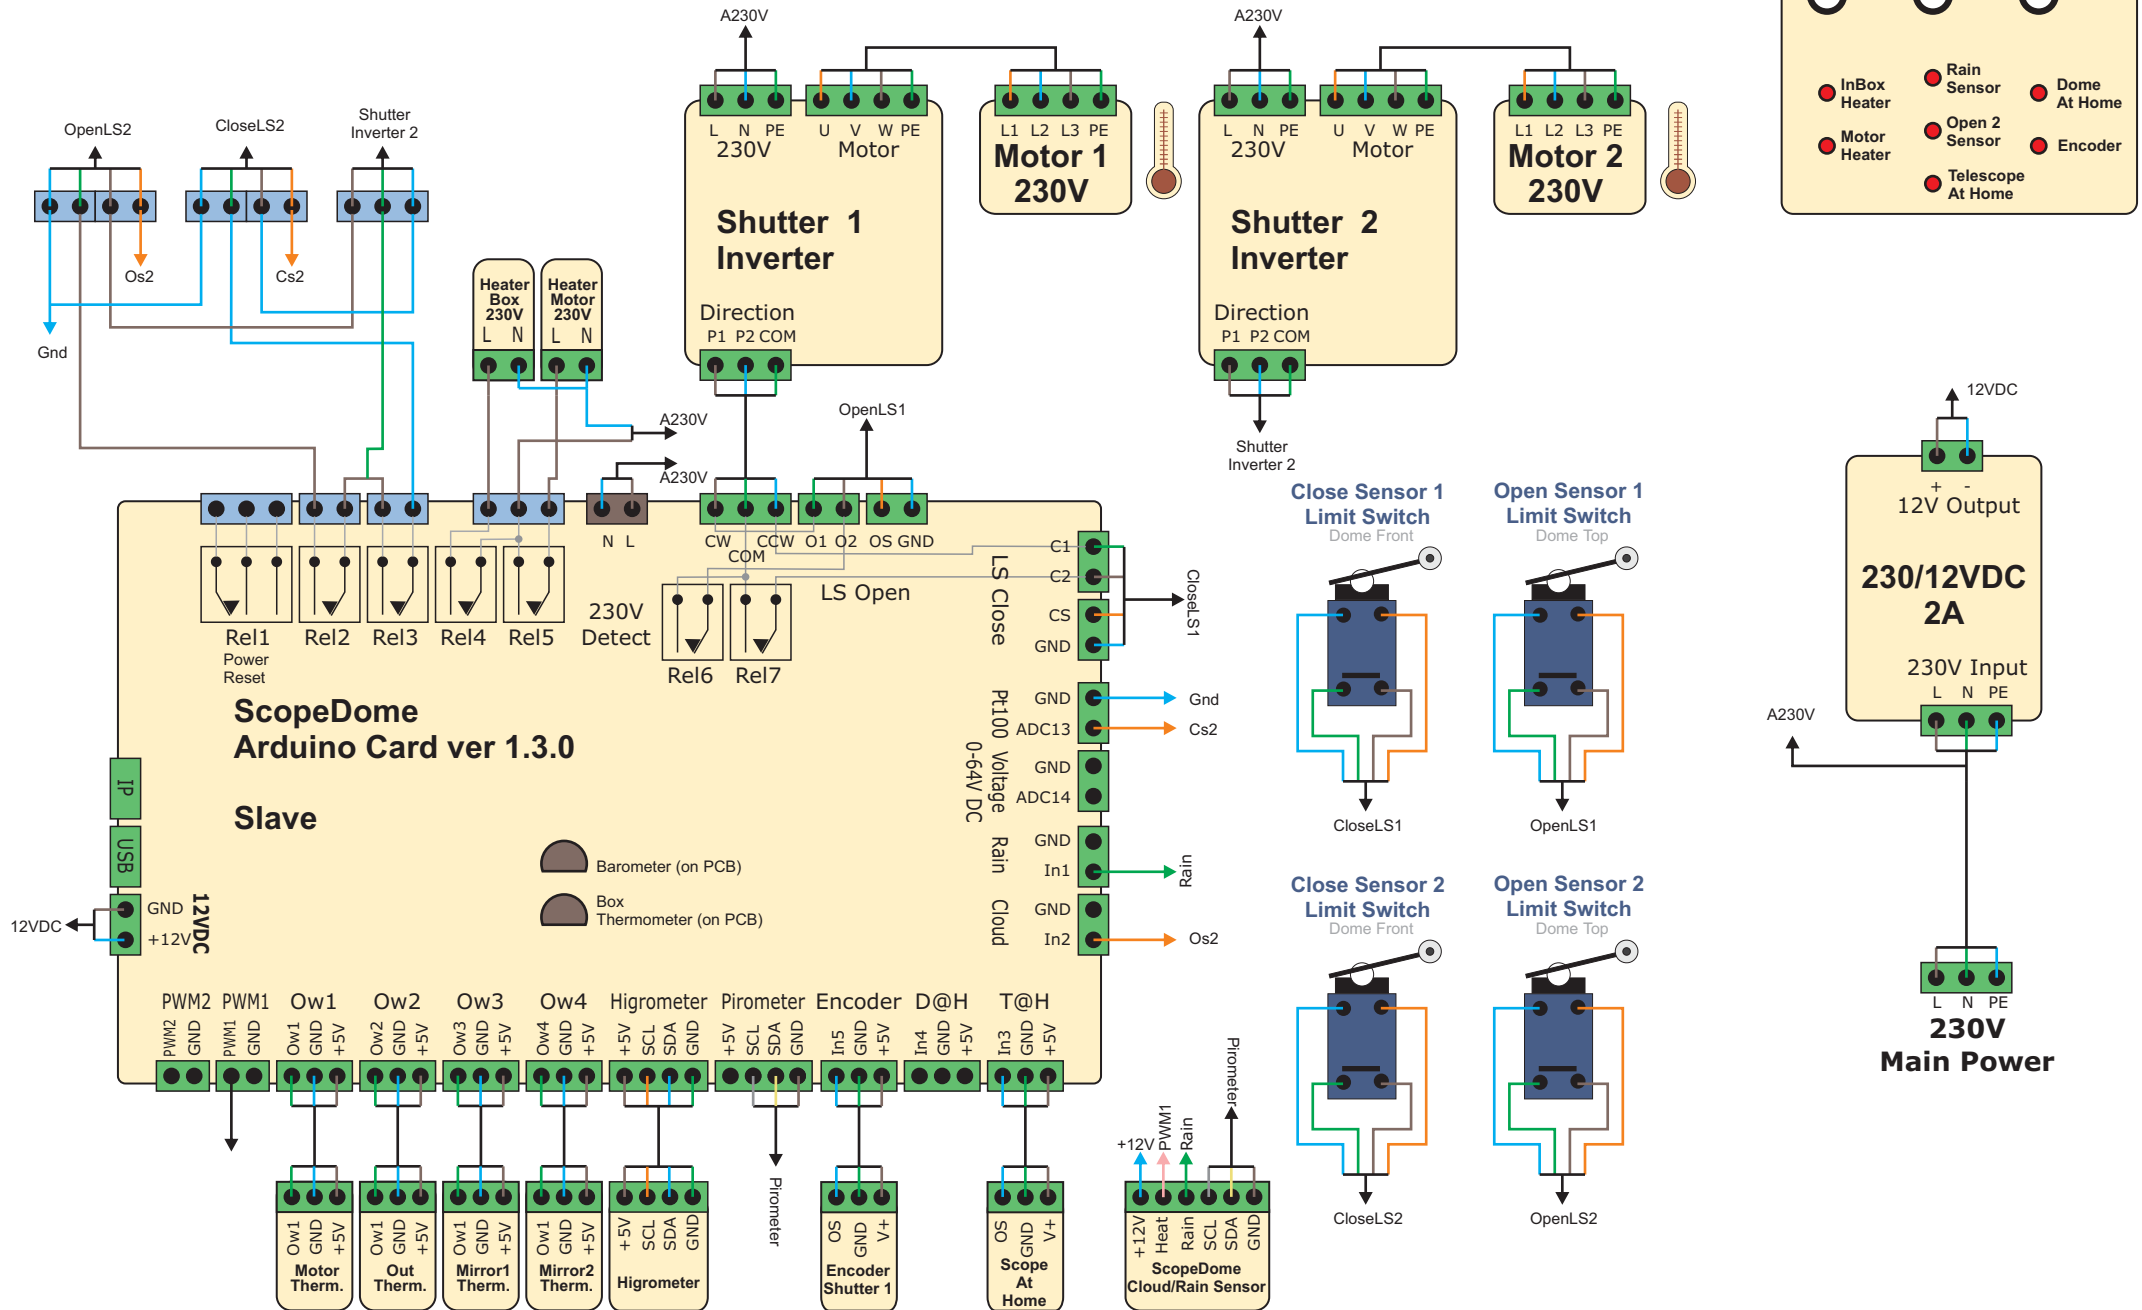 A230V
A230V
InBox
Heater
Motor
Heater
Rain
Sensor
Open 2
Sensor
Telescope
At Home
Dome
At Home
Encoder
OpenLS2
CloseLS2
Shutter
Inverter 2
Os2
Cs2
Gnd
Heater
Box
230V
L N
Heater
Motor
230V
L N
L N PE
230V
U V W PE
Motor
Shutter 1
Inverter
Direction
P1 P2 COM
L1 L2 L3 PE
Motor 1
230V
L N PE
230V
U V W PE
Motor
Shutter 2
Inverter
Direction
P1 P2 COM
L1 L2 L3 PE
Motor 2
230V
Shutter
Inverter 2
A230V
A230V
OpenLS1
N L
230V
Detect
CW COM CCW
O1 O2 OS GND
LS Open
Rel1
Power
Reset
Rel2
Rel3
Rel4
Rel5
Rel6
Rel7
C1
C2
CS
GND
LS Close
CloseLS1
ScopeDome
Arduino Card ver 1.3.0
Slave
Barometer (on PCB)
Box
Thermometer (on PCB)
Pt100
GND
ADC13
Gnd
Cs2
Voltage
0-64V DC
GND
ADC14
Rain
GND
In1
Rain
Cloud
GND
In2
Os2
IP
USB
12VDC
GND
+12V
12VDC
PWM2
PWM2
GND
PWM1
PWM1
GND
Ow1
Ow1
GND
+5V
Ow2
Ow2
GND
+5V
Ow3
Ow3
GND
+5V
Ow4
Ow4
GND
+5V
Higrometer
+5V
SCL
SDA
GND
Pirometer
+5V
SCL
SDA
GND
Encoder
In5
GND
+5V
D@H
In4
GND
+5V
T@H
In3
GND
+5V
Ow1
GND
+5V
Motor
Therm.
Ow1
GND
+5V
Out
Therm.
Ow1
GND
+5V
Mirror1
Therm.
Ow1
GND
+5V
Mirror2
Therm.
+5V
SCL
SDA
GND
Higrometer
Pirometer
OS
GND
V+
Encoder
Shutter 1
OS
GND
V+
Scope
At
Home
+12V
PWM1
Rain
Pirometer
+12V
Heat
Rain
SCL
SDA
GND
ScopeDome
Cloud/Rain Sensor
Close Sensor 1
Limit Switch
Dome Front
CloseLS1
Open Sensor 1
Limit Switch
Dome Top
OpenLS1
Close Sensor 2
Limit Switch
Dome Front
CloseLS2
Open Sensor 2
Limit Switch
Dome Top
OpenLS2
12VDC
+ -
12V Output
230/12VDC
2A
230V Input
L N PE
A230V
L N PE
230V
Main Power